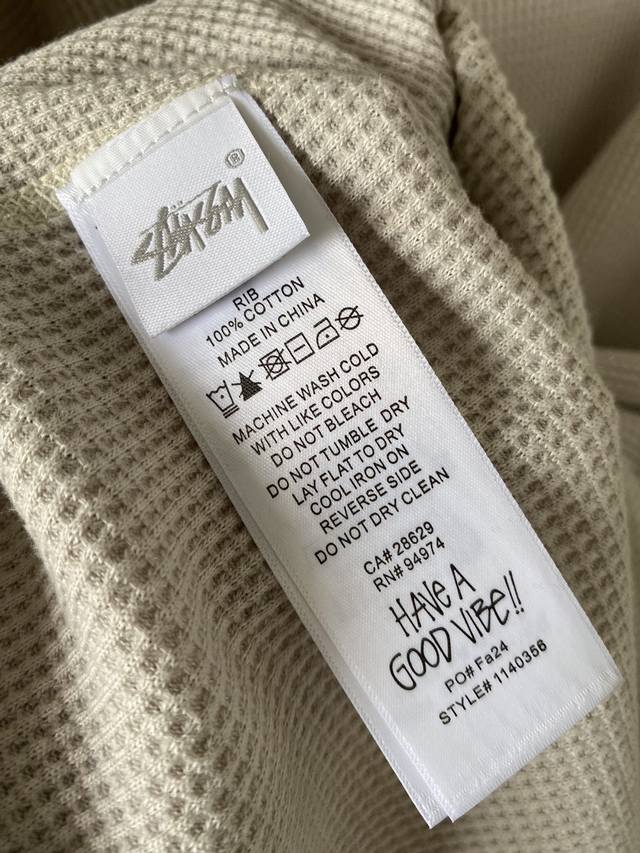 STÜSSY ®
RIB
100% COTTON
MADE IN CHINA
MACHINE WASH COLD
WITH LIKE COLORS
DO NOT BLEACH
DO NOT TUMBLE DRY
LAY FLAT TO DRY
COOL IRON ON
REVERSE SIDE
DO NOT DRY CLEAN
CA# 28629
RN# 94974
HAVE A
GOOD VIBE!!
PO# Fa24
STYLE# 1140356